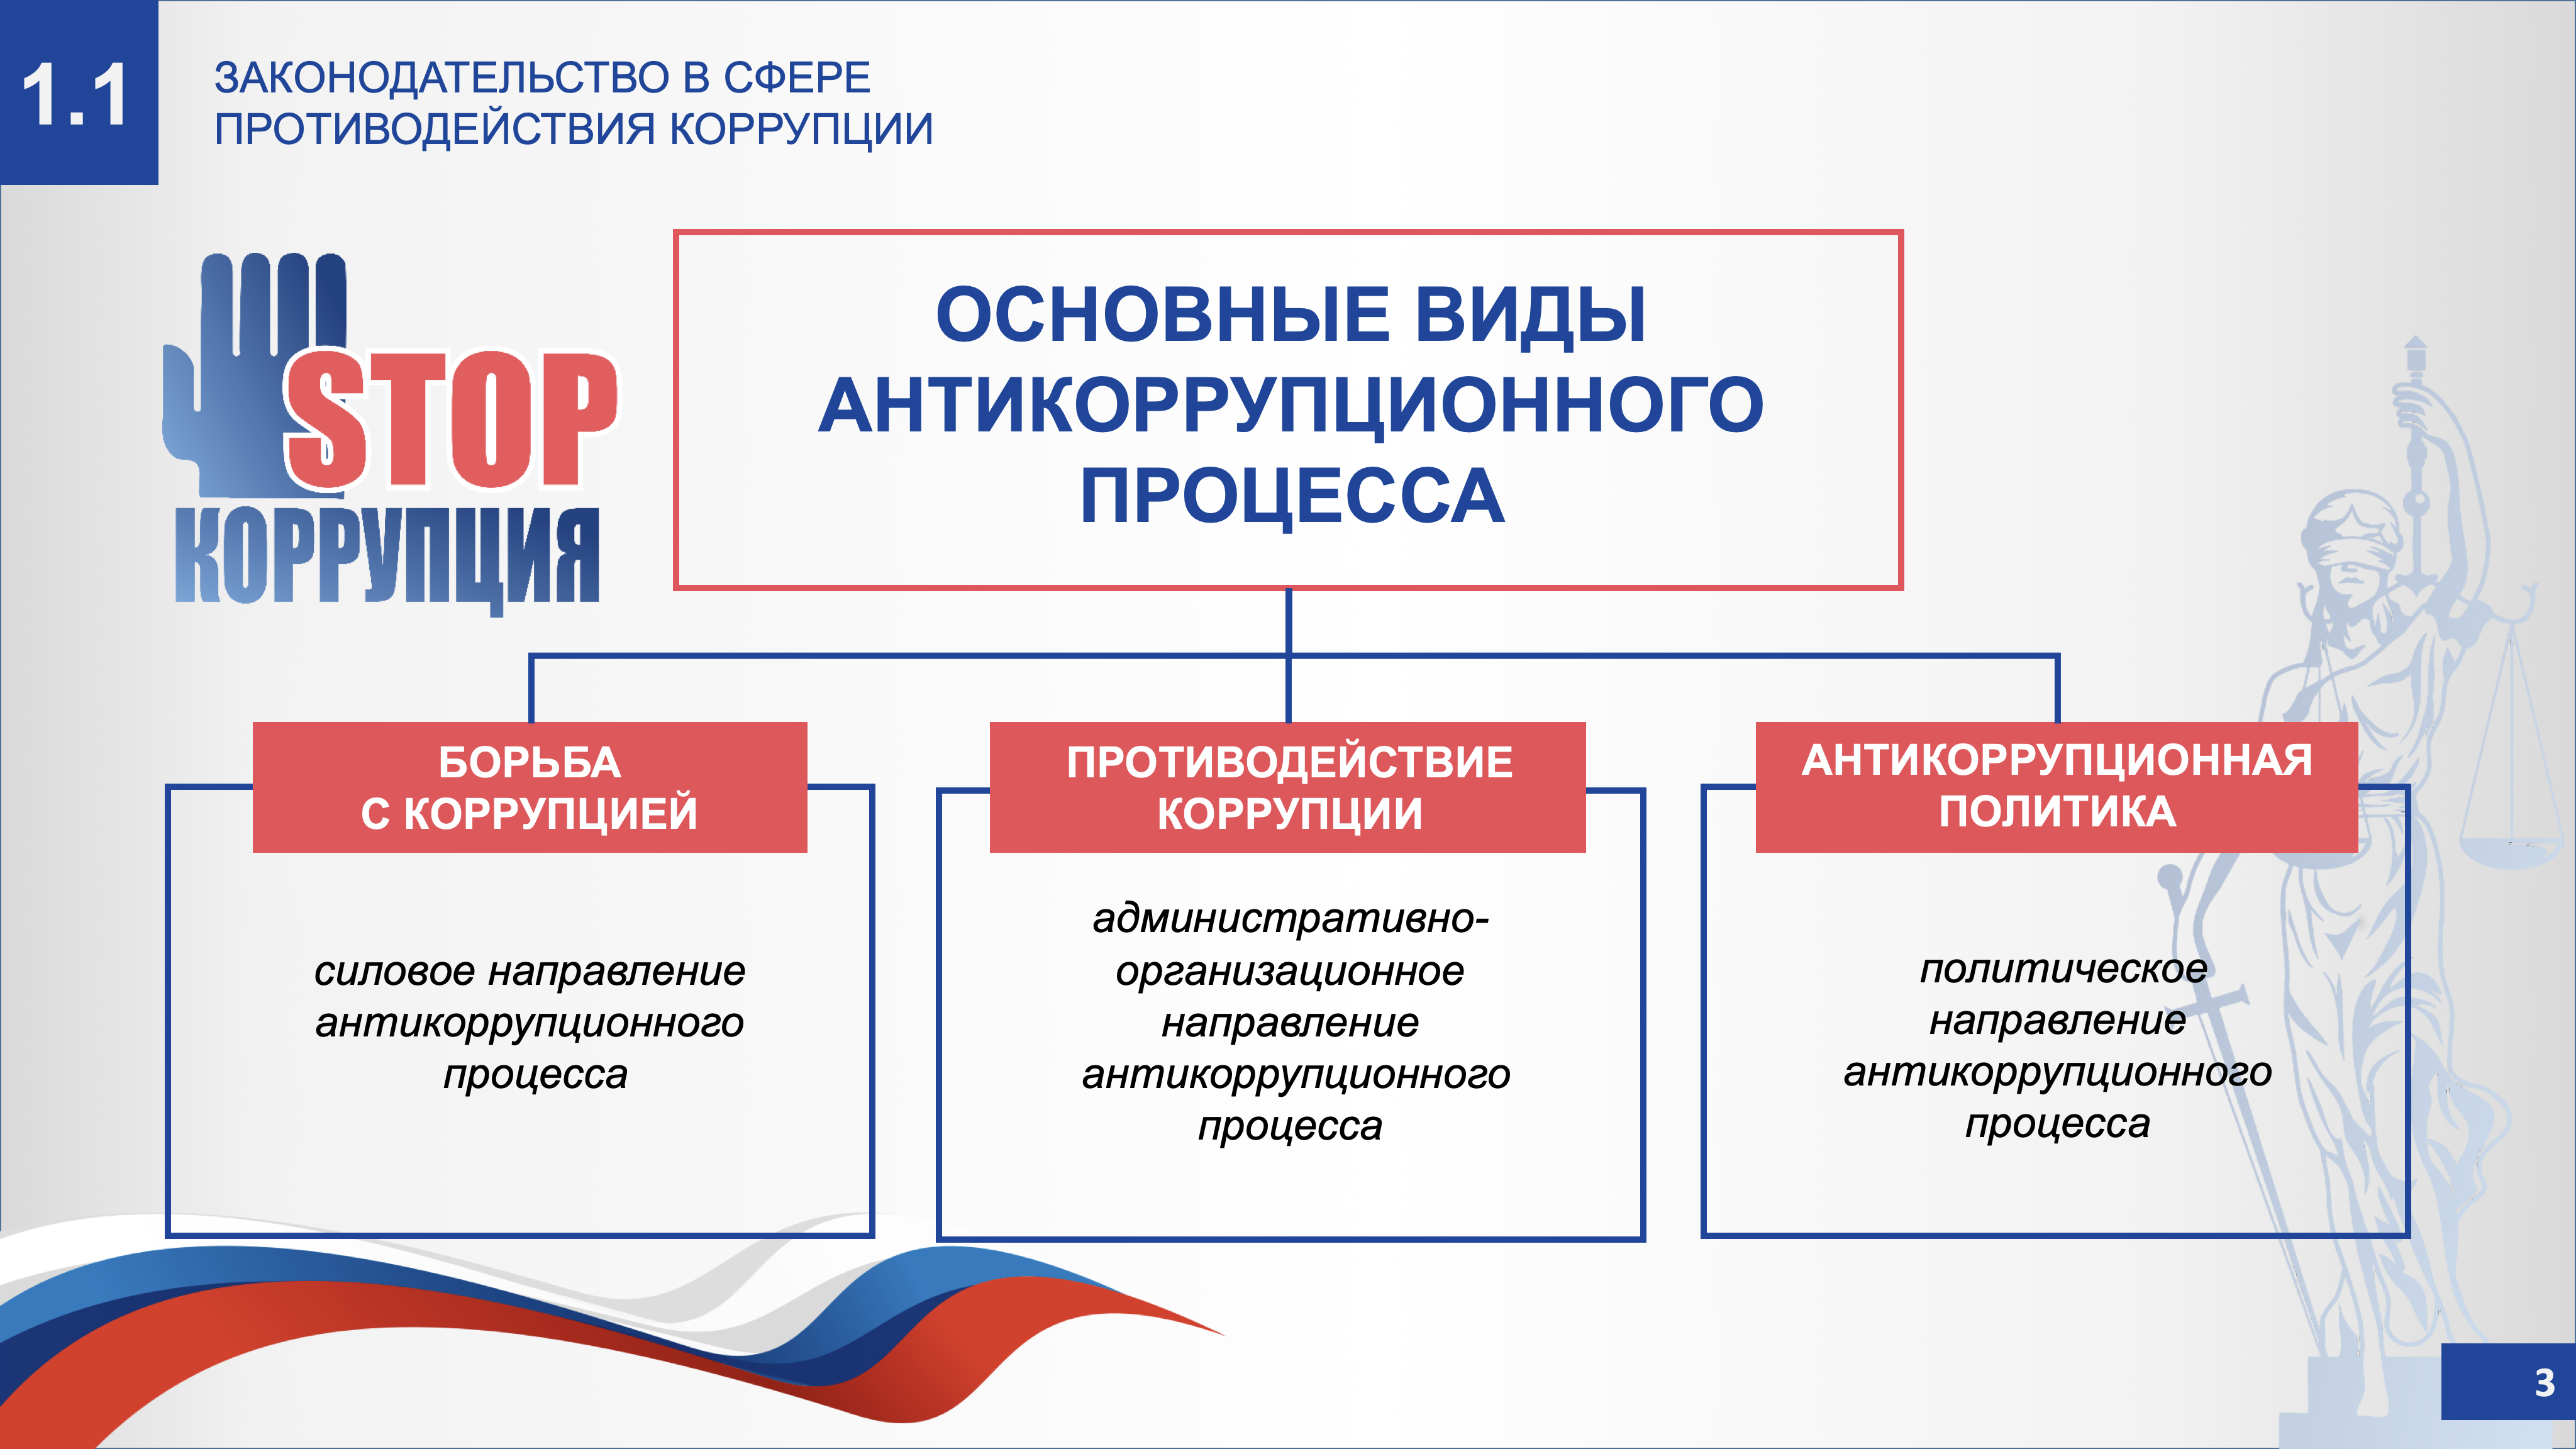 1.1
ЗАКОНОДАТЕЛЬСТВО В СФЕРЕ
ПРОТИВОДЕЙСТВИЯ КОРРУПЦИИ
STOP
КОРРУПЦИЯ
ОСНОВНЫЕ ВИДЫ
АНТИКОРРУПЦИОННОГО
ПРОЦЕССА
БОРЬБА
С КОРРУПЦИЕЙ
силовое направление
антикоррупционного
процесса
ПРОТИВОДЕЙСТВИЕ
КОРРУПЦИИ
административно-
организационное
направление
антикоррупционного
процесса
АНТИКОРРУПЦИОННАЯ
ПОЛИТИКА
политическое
направление
антикоррупционного
процесса
3